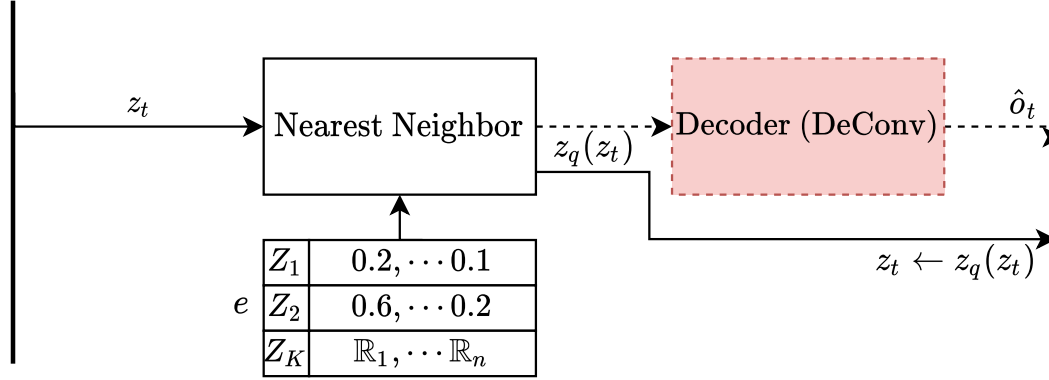 z_t
Nearest Neighbor
z_q(z_t)
Decoder (DeConv)
ô_t
z_t ← z_q(z_t)
e
Z_1 0.2, ⋯ 0.1
Z_2 0.6, ⋯ 0.2
Z_K ℝ_1, ⋯ ℝ_n